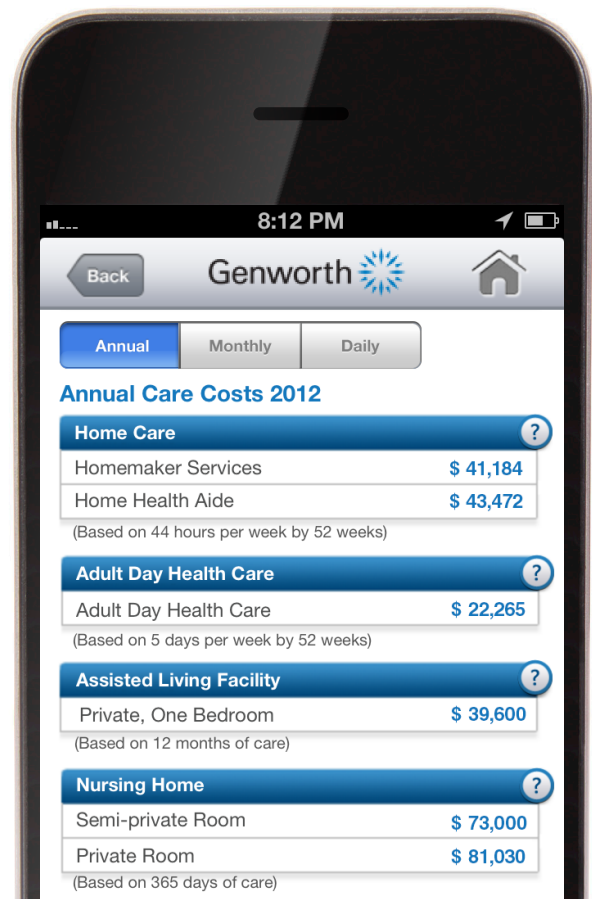 8:12 PM
Back
Genworth
Annual Monthly Daily
Annual Care Costs 2012
Home Care ?
Homemaker Services $ 41,184
Home Health Aide $ 43,472
(Based on 44 hours per week by 52 weeks)
Adult Day Health Care ?
Adult Day Health Care $ 22,265
(Based on 5 days per week by 52 weeks)
Assisted Living Facility ?
Private, One Bedroom $ 39,600
(Based on 12 months of care)
Nursing Home ?
Semi-private Room $ 73,000
Private Room $ 81,030
(Based on 365 days of care)